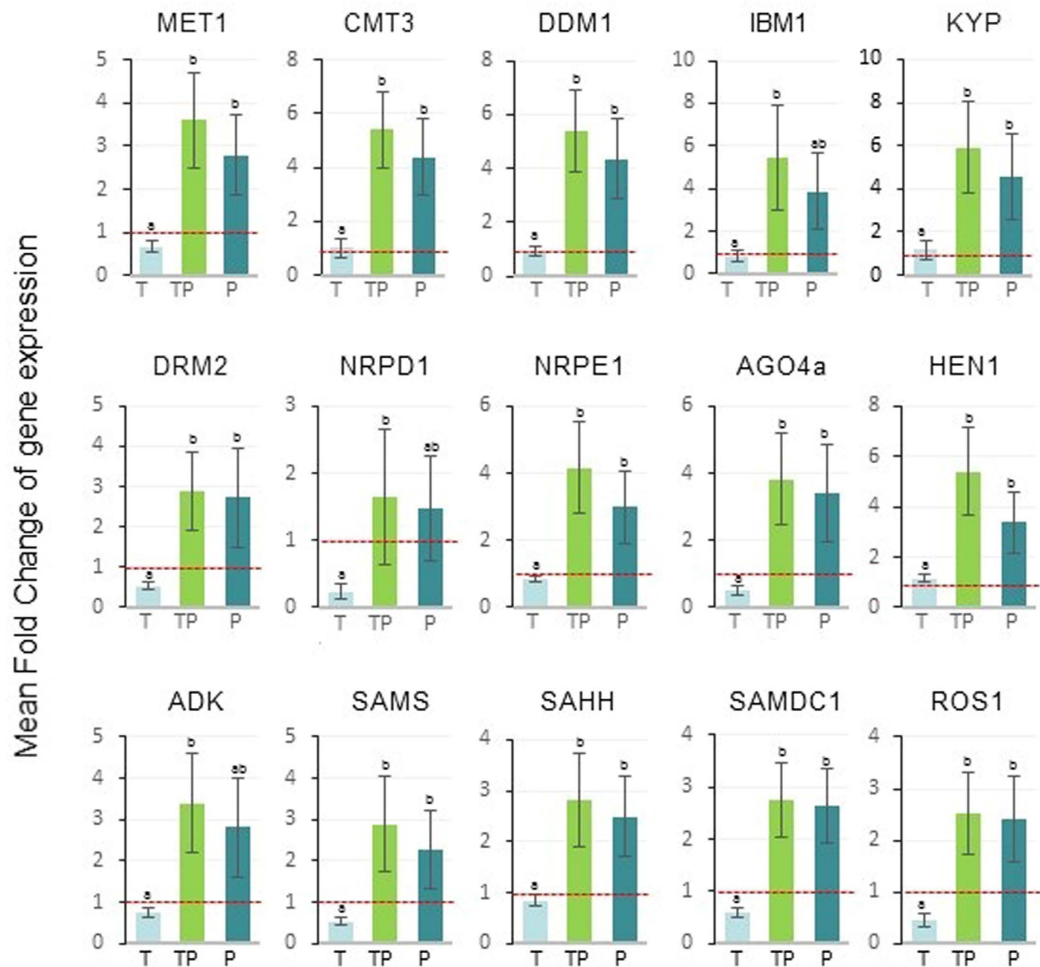 Mean Fold Change of gene expression
MET1 CMT3 DDM1 IBM1 KYP
5 4 3 2 1 0 a b b T TP P
8 6 4 2 0 a b b T TP P
8 6 4 2 0 a b b T TP P
10 8 6 4 2 0 a b ab T TP P
10 8 6 4 2 0 a b b T TP P
DRM2 NRPD1 NRPE1 AGO4a HEN1
5 4 3 2 1 0 a b b T TP P
3 2 1 0 a b ab T TP P
6 4 2 0 a b b T TP P
6 4 2 0 a b b T TP P
8 6 4 2 0 a b b T TP P
ADK SAMS SAHH SAMDC1 ROS1
5 4 3 2 1 0 a b ab T TP P
5 4 3 2 1 0 a b b T TP P
4 3 2 1 0 a b b T TP P
4 3 2 1 0 a b b T TP P
4 3 2 1 0 a b b T TP P